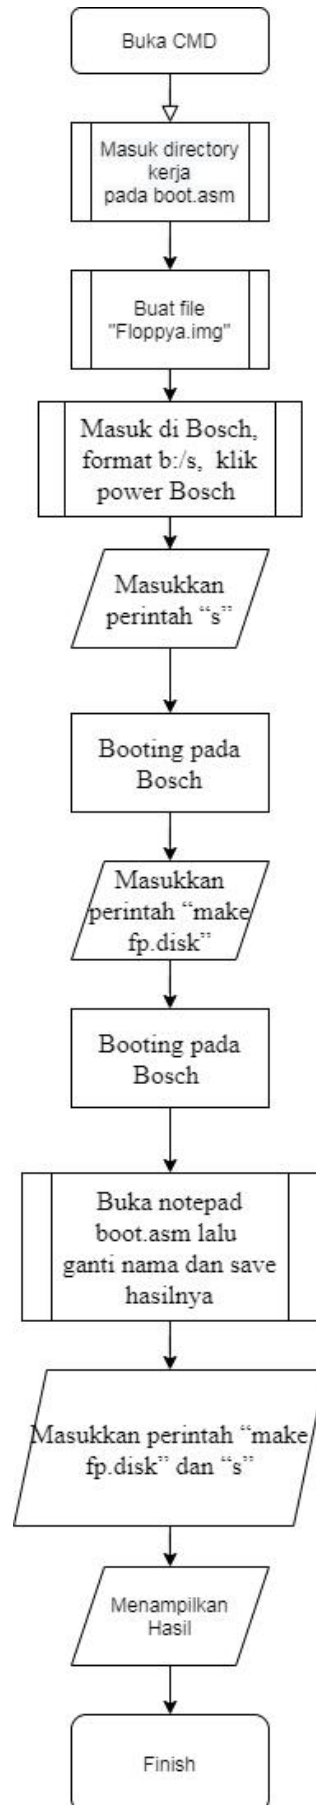 Buka CMD
Masuk directory
kerja
pada boot.asm
Buat file
"Floppya.img"
Masuk di Bosch,
format b:/s, klik
power Bosch
Masukkan
perintah “s”
Booting pada
Bosch
Masukkan
perintah “make
fp.disk”
Booting pada
Bosch
Buka notepad
boot.asm lalu
ganti nama dan save
hasilnya
Masukkan perintah “make
fp.disk” dan “s”
Menampilkan
Hasil
Finish